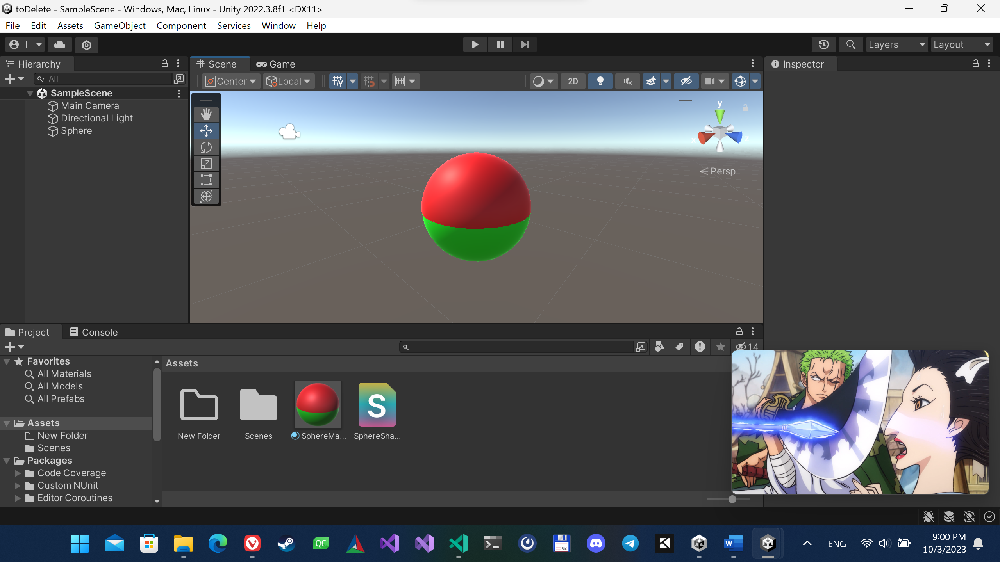 toDelete - SampleScene - Windows, Mac, Linux - Unity 2022.3.8f1 <DX11>
File Edit Assets GameObject Component Services Window Help
Layers Layout
Hierarchy
Scene Game
Inspector
All
Center Local 2D
SampleScene
Main Camera
Directional Light
Sphere
y
x z
Persp
Project Console
14
Favorites
All Materials
All Models
All Prefabs
Assets
New Folder
Scenes
Packages
Code Coverage
Custom NUnit
Editor Coroutines
Assets
New Folder Scenes SphereMa... SphereSha...
S
QC
64
W
ENG
9:00 PM
10/3/2023